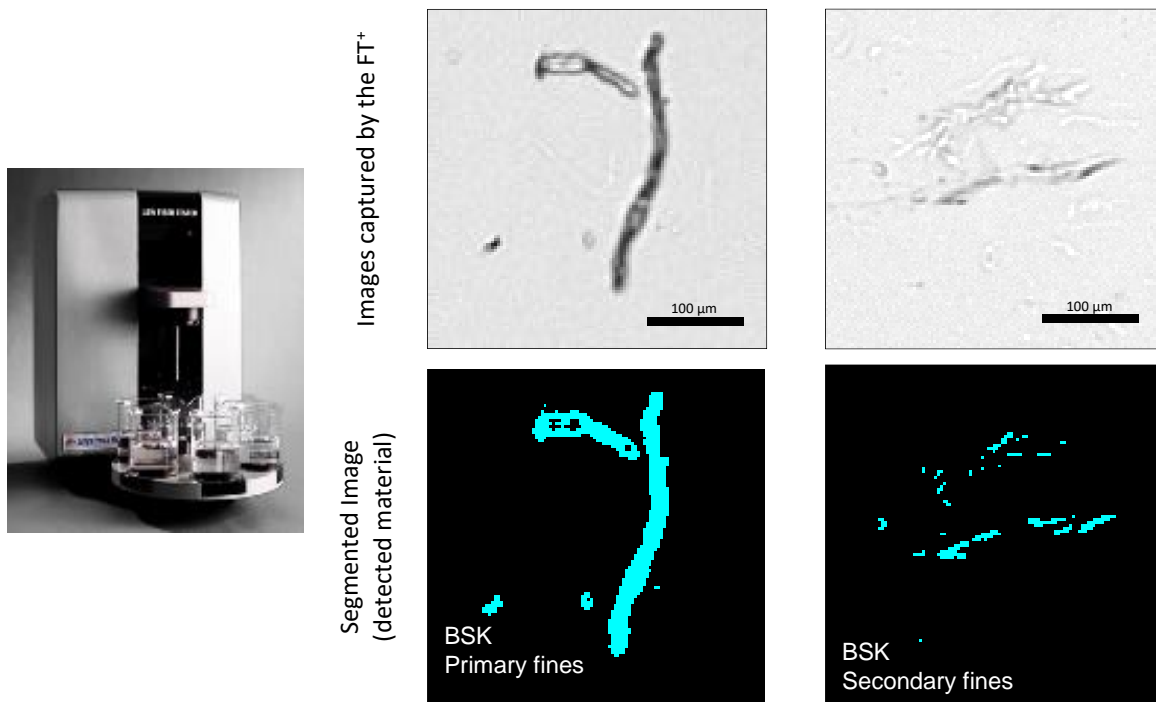 Images captured by the FT⁺
100 µm
100 µm
Segmented Image
(detected material)
BSK
Primary fines
BSK
Secondary fines